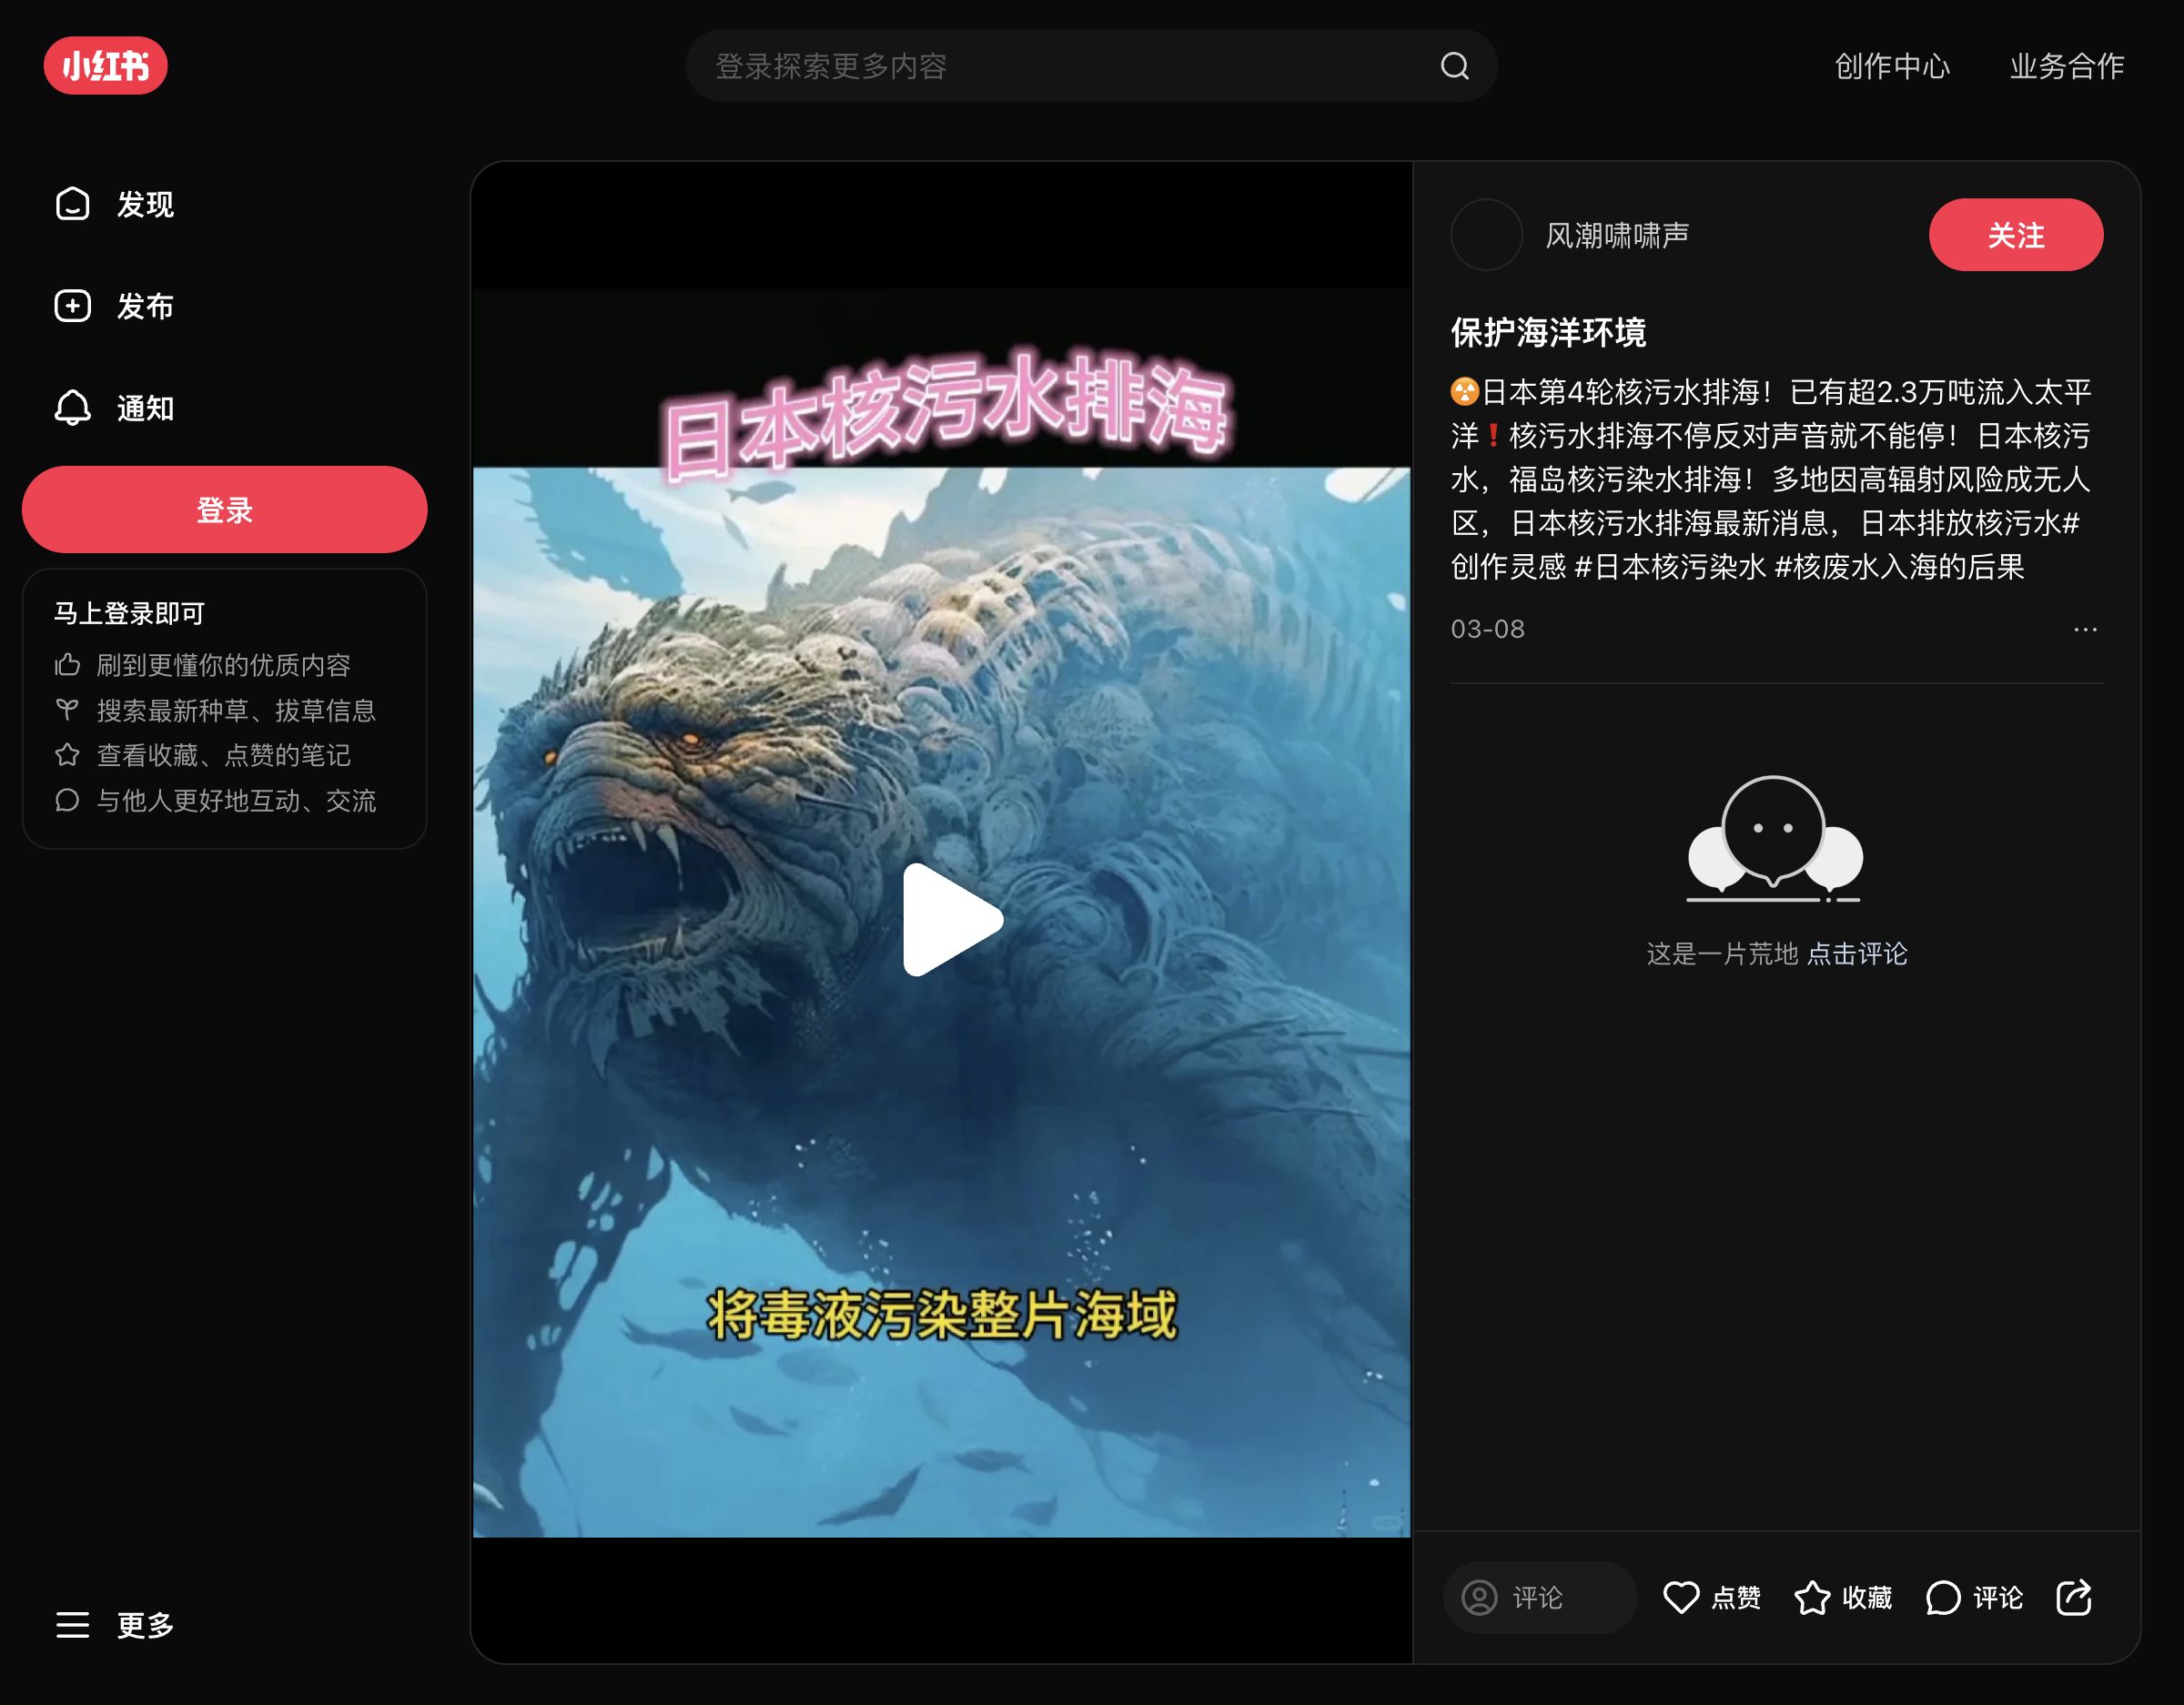 小红书
登录探索更多内容
创作中心
业务合作
发现
发布
通知
登录
马上登录即可
刷到更懂你的优质内容
搜索最新种草、拔草信息
查看收藏、点赞的笔记
与他人更好地互动、交流
更多
日本核污水排海
将毒液污染整片海域
风潮啸啸声
关注
保护海洋环境
☢️日本第4轮核污水排海！已有超2.3万吨流入太平
洋❗核污水排海不停反对声音就不能停！日本核污
水，福岛核污染水排海！多地因高辐射风险成无人
区，日本核污水排海最新消息，日本排放核污水#
创作灵感 #日本核污染水 #核废水入海的后果
03-08
这是一片荒地 点击评论
评论
点赞
收藏
评论